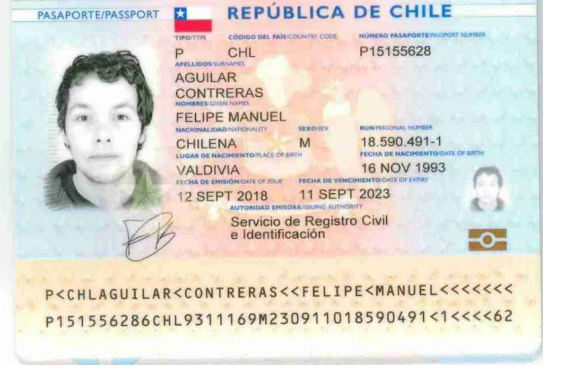 PASAPORTE/PASSPORT
REPÚBLICA DE CHILE
TIPO/TYPE CÓDIGO DEL PAÍS/COUNTRY CODE NÚMERO PASAPORTE/PASSPORT NUMBER
P CHL P15155628
APELLIDOS/SURNAMES
AGUILAR
CONTRERAS
NOMBRES/GIVEN NAMES
FELIPE MANUEL
NACIONALIDAD/NATIONALITY SEXO/SEX RUN/PERSONAL NUMBER
CHILENA M 18.590.491-1
LUGAR DE NACIMIENTO/PLACE OF BIRTH FECHA DE NACIMIENTO/DATE OF BIRTH
VALDIVIA 16 NOV 1993
FECHA DE EMISIÓN/DATE OF ISSUE FECHA DE VENCIMIENTO/DATE OF EXPIRY
12 SEPT 2018 11 SEPT 2023
AUTORIDAD EMISORA/ISSUING AUTHORITY
Servicio de Registro Civil
e Identificación
P<CHLAGUILAR<CONTRERAS<<FELIPE<MANUEL<<<<<<<
P151556286CHL9311169M230911018590491<1<<<<62